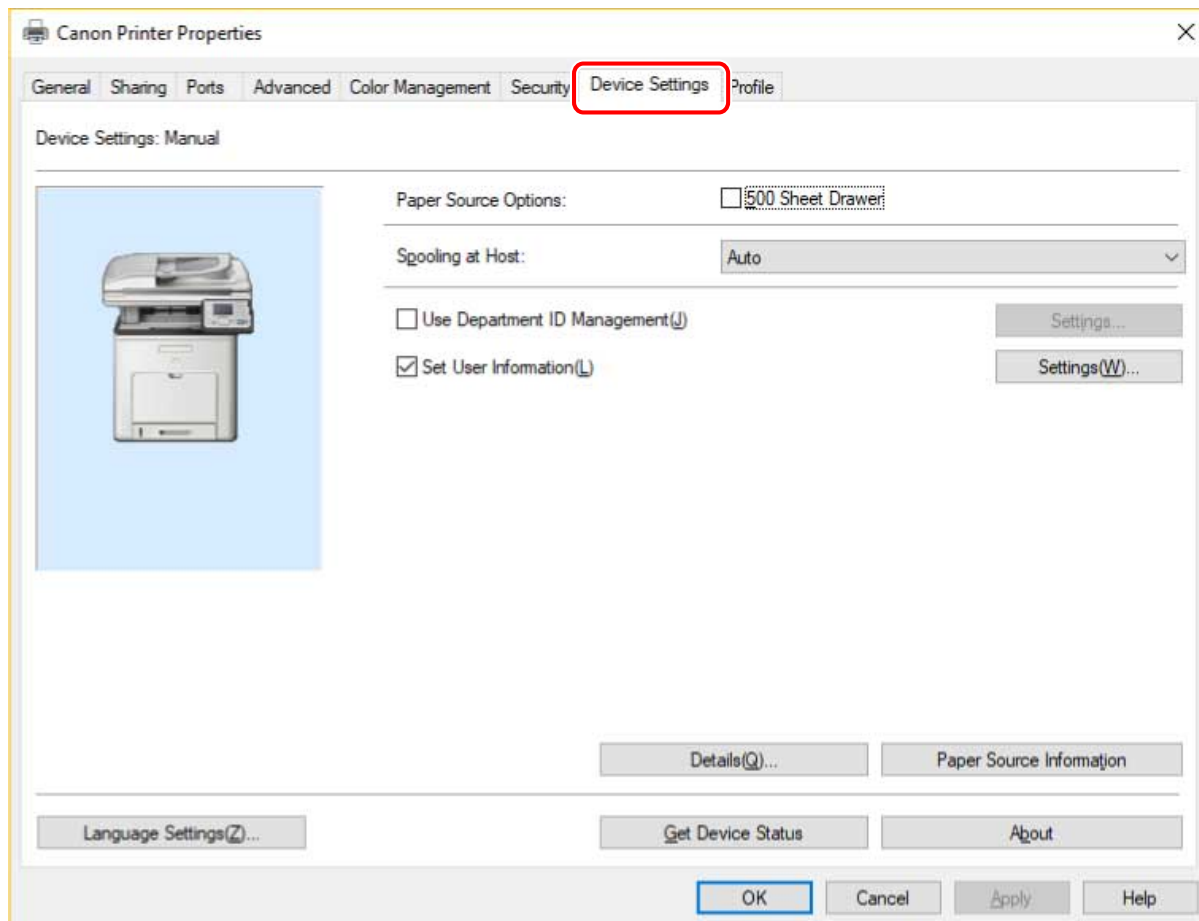 Canon Printer Properties
General Sharing Ports Advanced Color Management Security Device Settings Profile
Device Settings: Manual
Paper Source Options: 500 Sheet Drawer
Spooling at Host: Auto
Use Department ID Management(J) Settings...
Set User Information(L) Settings(W)...
Details(Q)... Paper Source Information
Language Settings(Z)... Get Device Status About
OK Cancel Apply Help